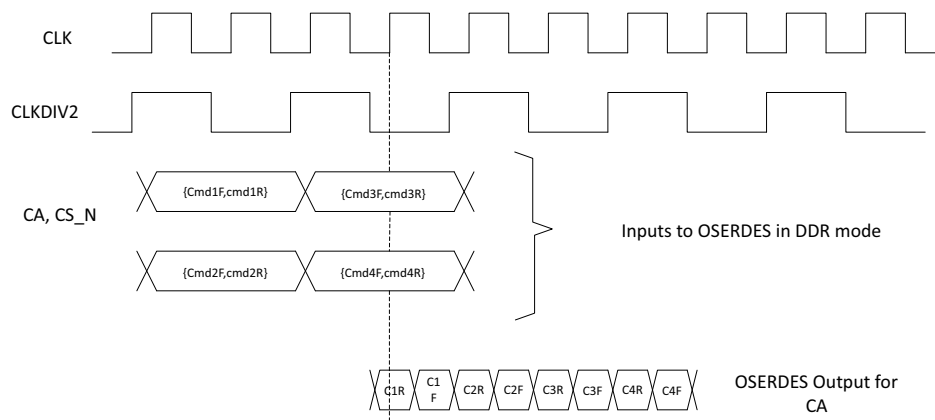 CLK
CLKDIV2
CA, CS_N
{Cmd1F,cmd1R}
{Cmd3F,cmd3R}
{Cmd2F,cmd2R}
{Cmd4F,cmd4R}
Inputs to OSERDES in DDR mode
C1R
C1
F
C2R
C2F
C3R
C3F
C4R
C4F
OSERDES Output for
CA